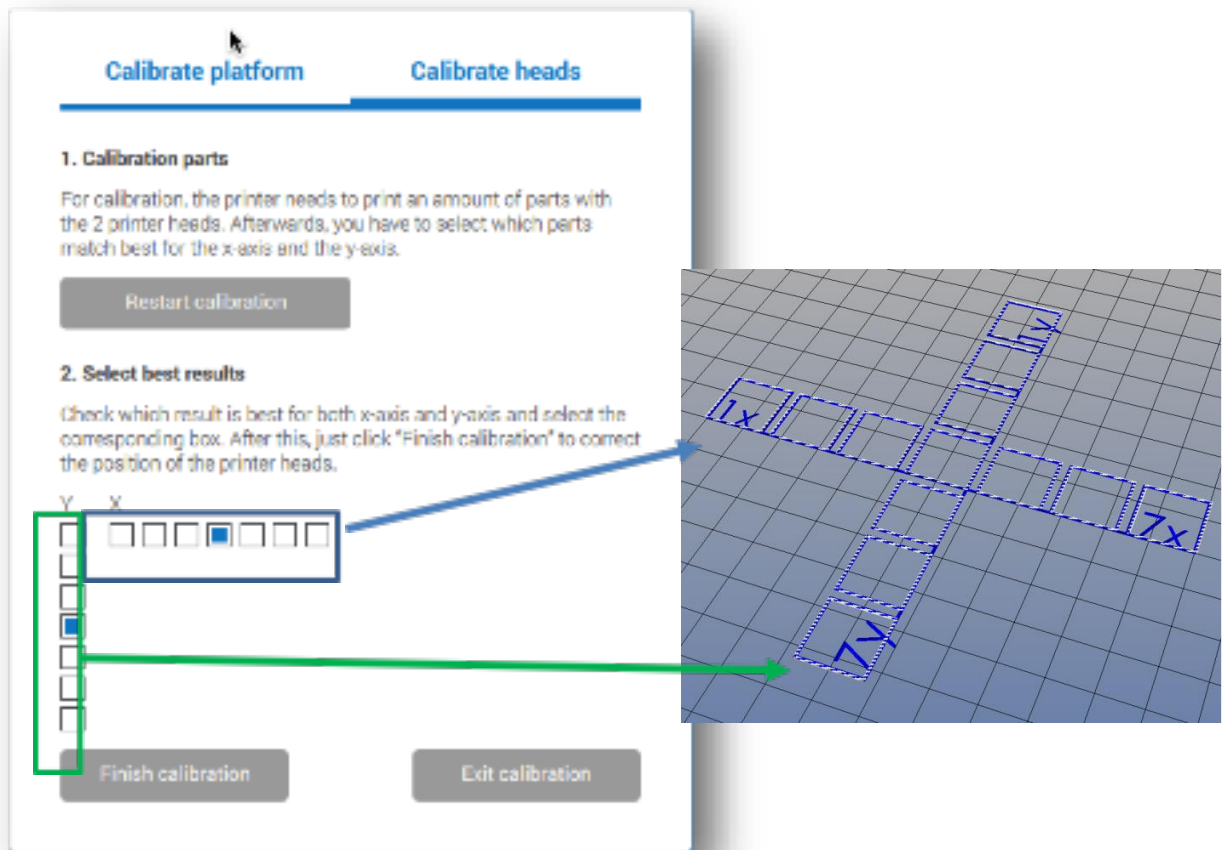 Calibrate platform
Calibrate heads
1. Calibration parts
For calibration, the printer needs to print an amount of parts with
the 2 printer heads. Afterwards, you have to select which parts
match best for the x-axis and the y-axis.
Restart calibration
2. Select best results
Check which result is best for both x-axis and y-axis and select the
corresponding box. After this, just click "Finish calibration" to correct
the position of the printer heads.
Y X
Finish calibration
Exit calibration
1y
1x
7x
7y